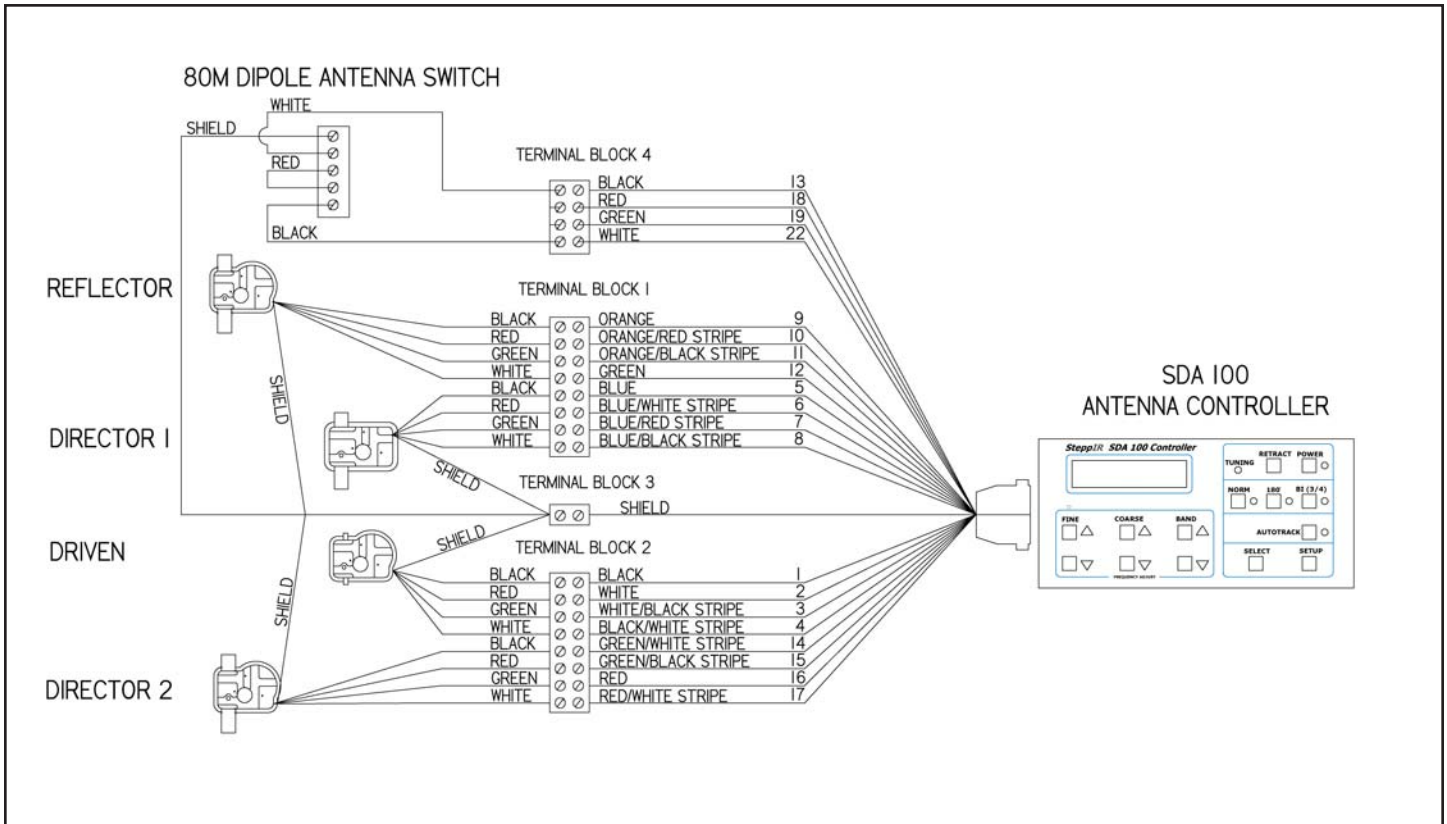 80M DIPOLE ANTENNA SWITCH
WHITE
SHIELD
RED
BLACK
TERMINAL BLOCK 4
BLACK 13
RED 18
GREEN 19
WHITE 22
REFLECTOR
TERMINAL BLOCK 1
BLACK ORANGE 9
RED ORANGE/RED STRIPE 10
GREEN ORANGE/BLACK STRIPE 11
WHITE GREEN 12
BLACK BLUE 5
RED BLUE/WHITE STRIPE 6
GREEN BLUE/RED STRIPE 7
WHITE BLUE/BLACK STRIPE 8
SHIELD
DIRECTOR 1
SHIELD
TERMINAL BLOCK 3
SHIELD
DRIVEN
SHIELD
SHIELD
TERMINAL BLOCK 2
BLACK BLACK 1
RED WHITE 2
GREEN WHITE/BLACK STRIPE 3
WHITE BLACK/WHITE STRIPE 4
BLACK GREEN/WHITE STRIPE 14
RED GREEN/BLACK STRIPE 15
GREEN RED 16
WHITE RED/WHITE STRIPE 17
DIRECTOR 2
SDA 100
ANTENNA CONTROLLER
SteppIR SDA 100 Controller
TUNING RETRACT POWER
NORM 180 BI (3/4)
FINE COARSE BAND
AUTOTRACK
SELECT SETUP
FREQUENCY ADJUST